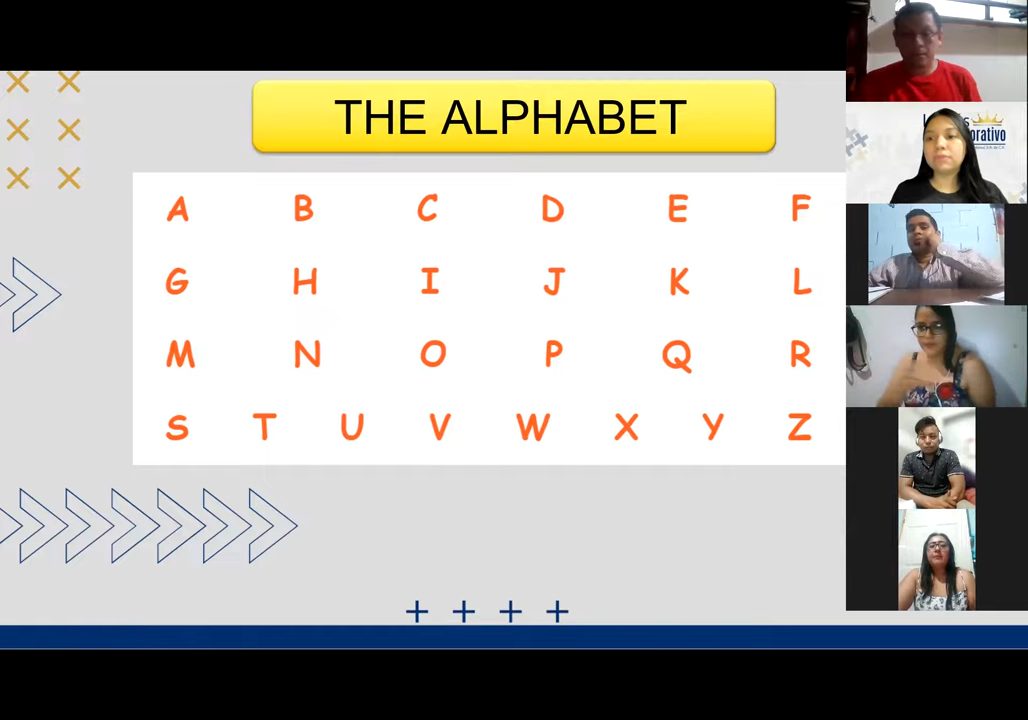 THE ALPHABET
A B C D E F
G H I J K L
M N O P Q R
S T U V W X Y Z